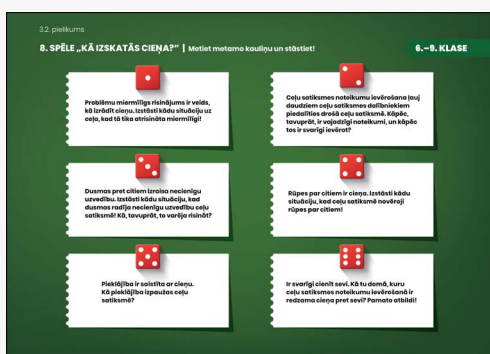 3.2. pielikums
8. SPĒLE „KĀ IZSKATĀS CIEŅA?” | Metiet metamo kauliņu un stāstiet!
6.–9. KLASE
Problēmu miermīlīgs risinājums ir veids,
kā izrādīt cieņu. Izstāsti kādu situāciju uz
ceļa, kad tā tika atrisināta miermīlīgi!
Ceļu satiksmes noteikumu ievērošana ļauj
daudziem ceļu satiksmes dalībniekiem
piedalīties drošā ceļu satiksmē. Kāpēc,
tavuprāt, ir vajadzīgi noteikumi, un kāpēc
tos ir svarīgi ievērot?
Dusmas pret citiem izraisa necienīgu
uzvedību. Izstāsti kādu situāciju, kad
dusmas radīja necienīgu uzvedību ceļu
satiksmē! Kā, tavuprāt, to varēja risināt?
Rūpes par citiem ir cieņa. Izstāsti kādu
situāciju, kad ceļu satiksmē novēroji
rūpes par citiem!
Pieklājība ir saistīta ar cieņu.
Kā pieklājība izpaužas ceļu
satiksmē?
Ir svarīgi cienīt sevi. Kā tu domā, kuru
ceļu satiksmes noteikumu ievērošanā ir
redzama cieņa pret sevi? Pamato atbildi!